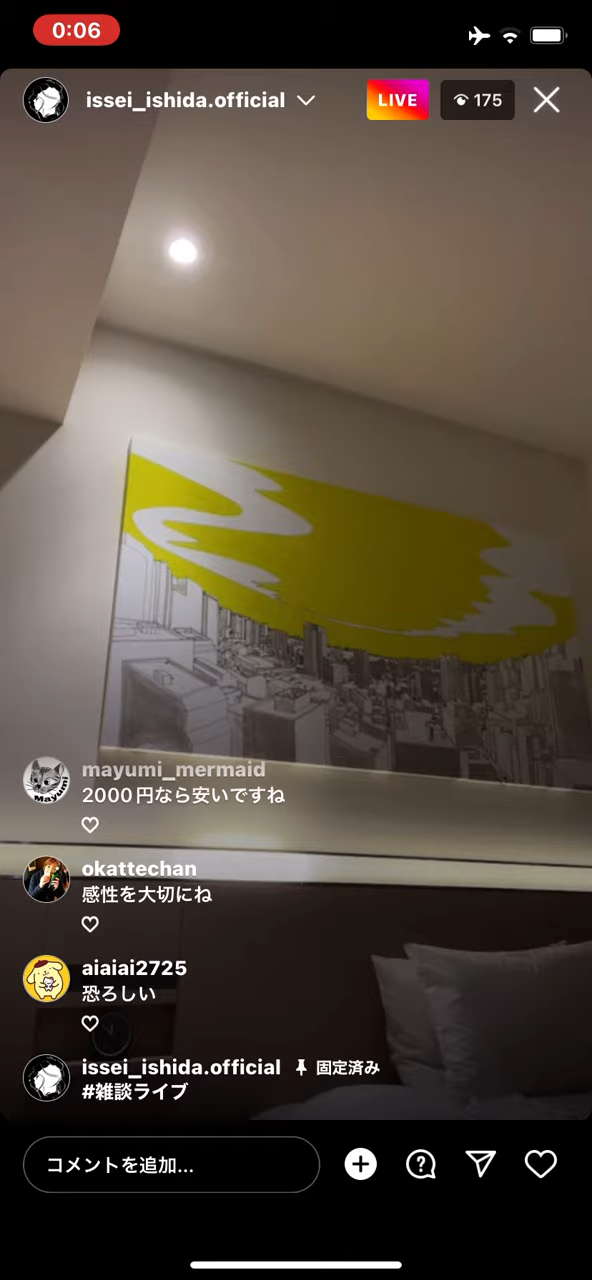 0:06
issei_ishida.official
LIVE
175
mayumi_mermaid
2000円なら安いですね
okattechan
感性を大切にね
aiaiai2725
恐ろしい
issei_ishida.official 固定済み
#雑談ライブ
コメントを追加...